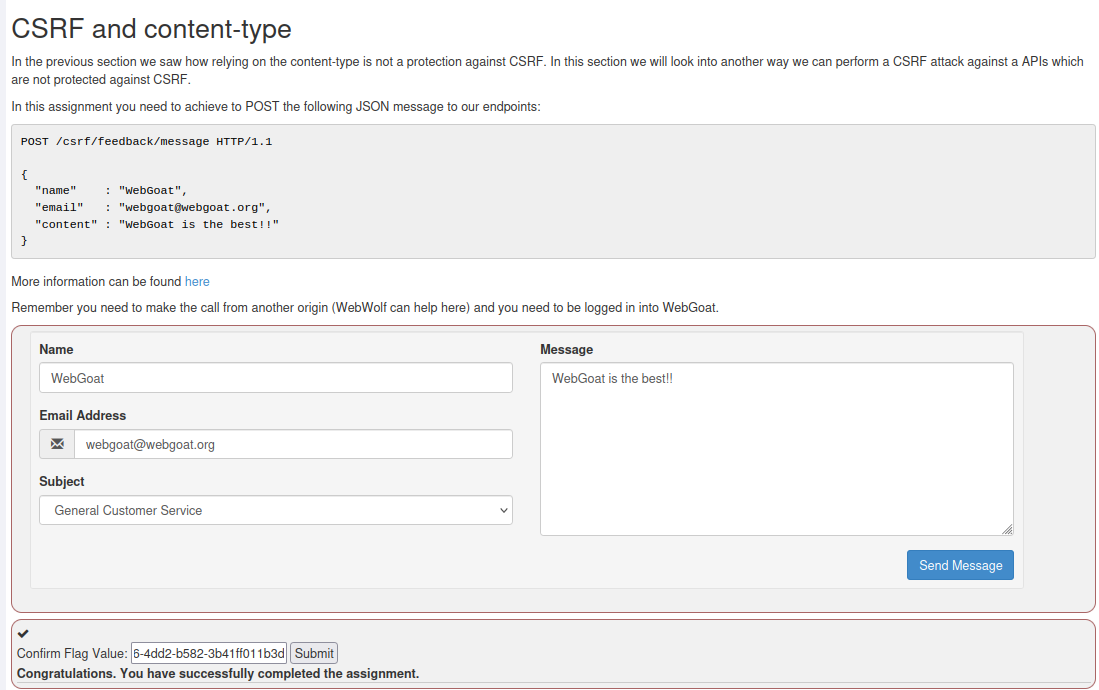 CSRF and content-type
In the previous section we saw how relying on the content-type is not a protection against CSRF. In this section we will look into another way we can perform a CSRF attack against a APIs which
are not protected against CSRF.
In this assignment you need to achieve to POST the following JSON message to our endpoints:
POST /csrf/feedback/message HTTP/1.1
{
"name"    : "WebGoat",
"email"   : "webgoat@webgoat.org",
"content" : "WebGoat is the best!!"
}
More information can be found here
Remember you need to make the call from another origin (WebWolf can help here) and you need to be logged in into WebGoat.
Name
WebGoat
Email Address
webgoat@webgoat.org
Subject
General Customer Service
Message
WebGoat is the best!!
Send Message
Confirm Flag Value: 6-4dd2-b582-3b41ff011b3d Submit
Congratulations. You have successfully completed the assignment.